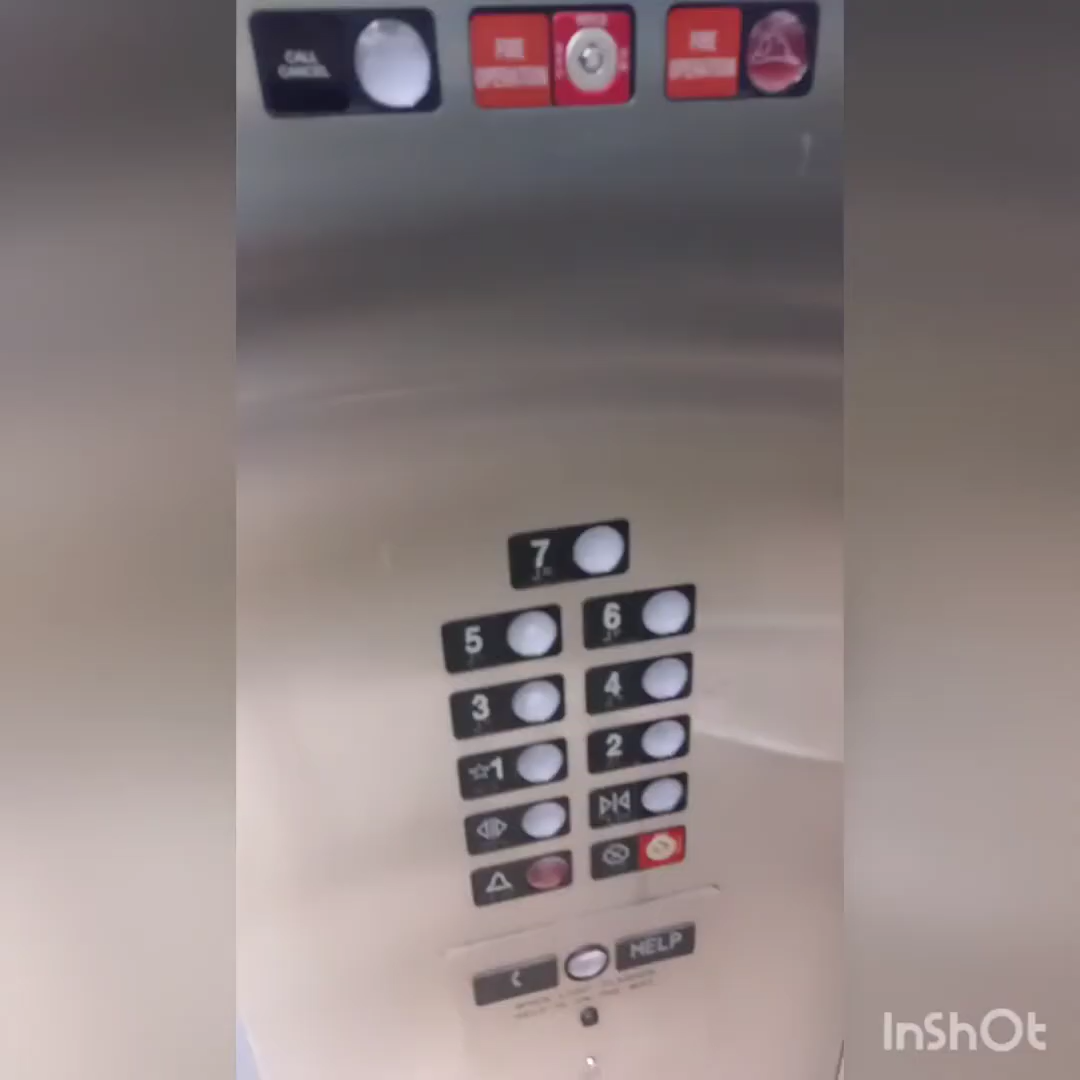 CALL
CANCEL
FIRE
OPERATION
FIRE
OPERATION
7
5
6
3
4
☆1
2
HELP
InShOt